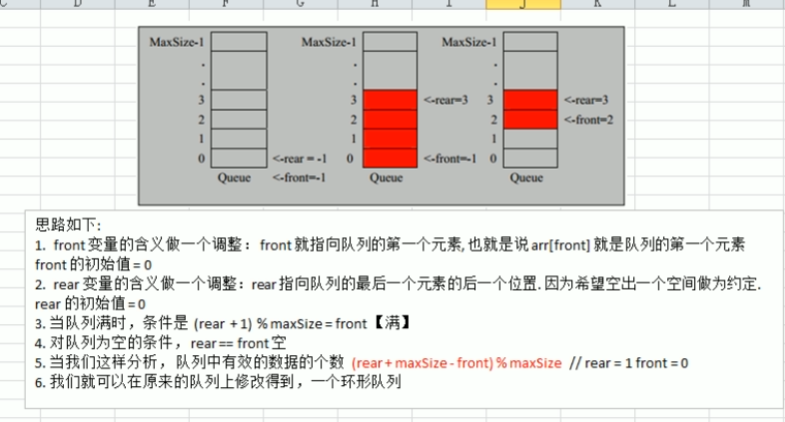 D E F G H I J K L M
MaxSize-1 MaxSize-1 MaxSize-1
. . .
. . .
3 3 <-rear=3 3 <-rear=3
2 2 2 <-front=2
1 1 1
0 <-rear = -1 0 <-front=-1 0
Queue <-front=-1 Queue Queue
思路如下:
1. front 变量的含义做一个调整： front 就指向队列的第一个元素, 也就是说 arr[front] 就是队列的第一个元素
front 的初始值 = 0
2. rear 变量的含义做一个调整：rear 指向队列的最后一个元素的后一个位置. 因为希望空出一个空间做为约定.
rear 的初始值 = 0
3. 当队列满时，条件是 (rear + 1) % maxSize = front 【满】
4. 对队列为空的条件， rear == front 空
5. 当我们这样分析， 队列中有效的数据的个数 (rear + maxSize - front) % maxSize // rear = 1 front = 0
6. 我们就可以在原来的队列上修改得到，一个环形队列